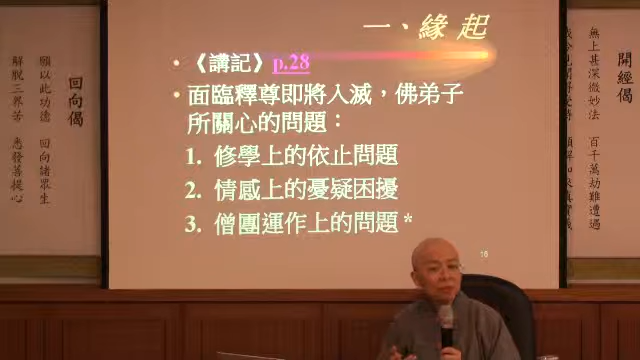 一、緣 起
• 《講記》p.28
• 面臨釋尊即將入滅，佛弟子
所關心的問題：
1. 修學上的依止問題
2. 情感上的憂疑困擾
3. 僧團運作上的問題*
16
開經偈
無上甚深微妙法 百千萬劫難遭遇
回向偈
願以此功德 回向諸眾生
解脫三界苦 悉發菩提心